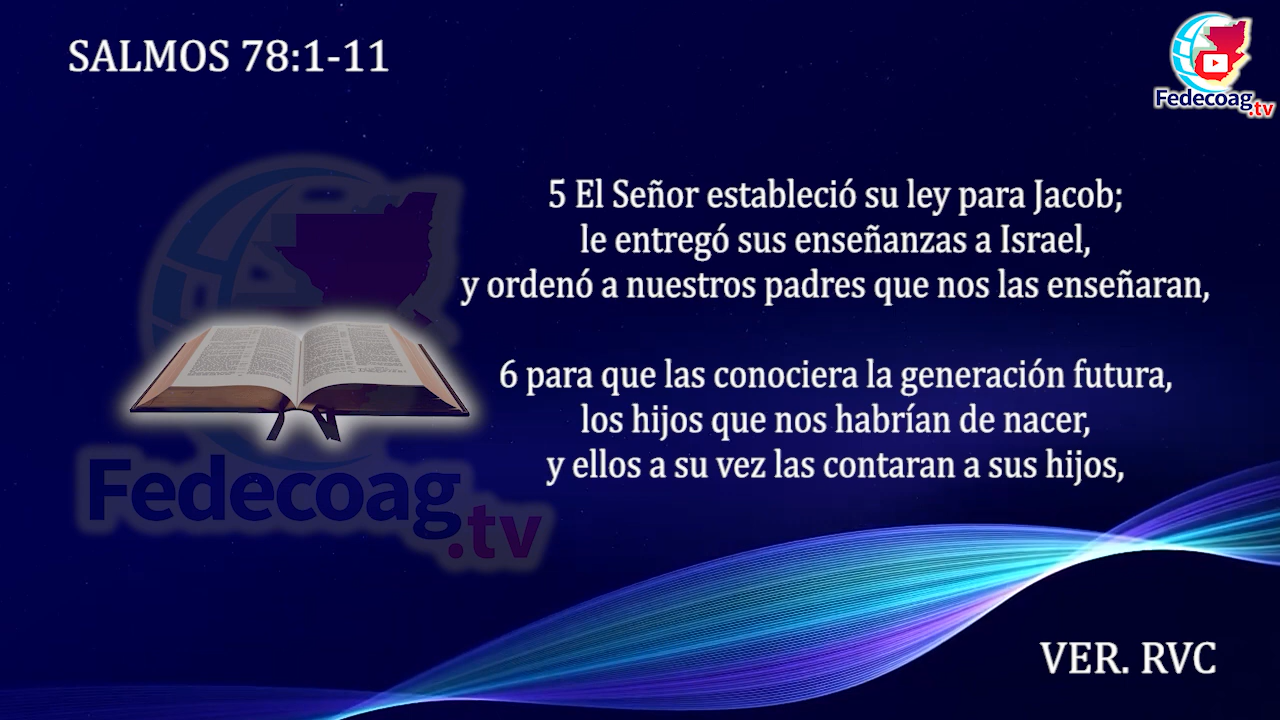 SALMOS 78:1-11
Fedecoag.tv
5 El Señor estableció su ley para Jacob;
le entregó sus enseñanzas a Israel,
y ordenó a nuestros padres que nos las enseñaran,
6 para que las conociera la generación futura,
los hijos que nos habrían de nacer,
y ellos a su vez las contaran a sus hijos,
Fedecoag.tv
VER. RVC